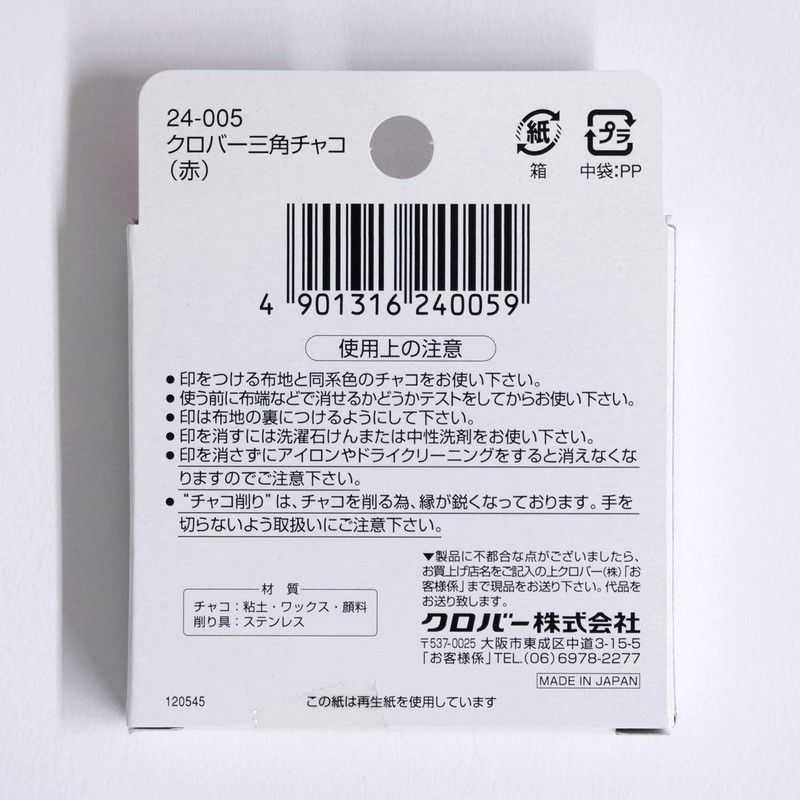 24-005
クロバー三角チャコ
（赤）
紙
箱
プラ
中袋:PP
4 901316 240059
使用上の注意
●印をつける布地と同系色のチャコをお使い下さい。
●使う前に布端などで消せるかどうかテストをしてからお使い下さい。
●印は布地の裏につけるようにして下さい。
●印を消すには洗濯石けんまたは中性洗剤をお使い下さい。
●印を消さずにアイロンやドライクリーニングをすると消えなくな
りますのでご注意下さい。
●“チャコ削り”は、チャコを削る為、縁が鋭くなっております。手を
切らないよう取扱いにご注意下さい。
材質
チャコ：粘土・ワックス・顔料
削り具：ステンレス
▼製品に不都合な点がございましたら、
お買上げ店名をご記入の上クロバー(株)「お
客様係」まで現品をお送り下さい。代品を
お送り致します。
クロバー株式会社
〒537-0025 大阪市東成区中道3-15-5
「お客様係」TEL.(06)6978-2277
MADE IN JAPAN
120545
この紙は再生紙を使用しています